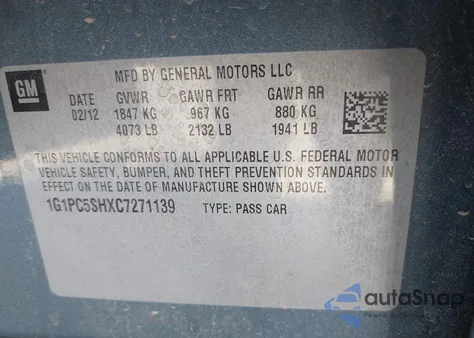 GM
MFD BY GENERAL MOTORS LLC
DATE GVWR GAWR FRT GAWR RR
02/12 1847 KG 967 KG 880 KG
4073 LB 2132 LB 1941 LB
THIS VEHICLE CONFORMS TO ALL APPLICABLE U.S. FEDERAL MOTOR
VEHICLE SAFETY, BUMPER, AND THEFT PREVENTION STANDARDS IN
EFFECT ON THE DATE OF MANUFACTURE SHOWN ABOVE.
1G1PC5SHXC7271139 TYPE: PASS CAR
autoSnap